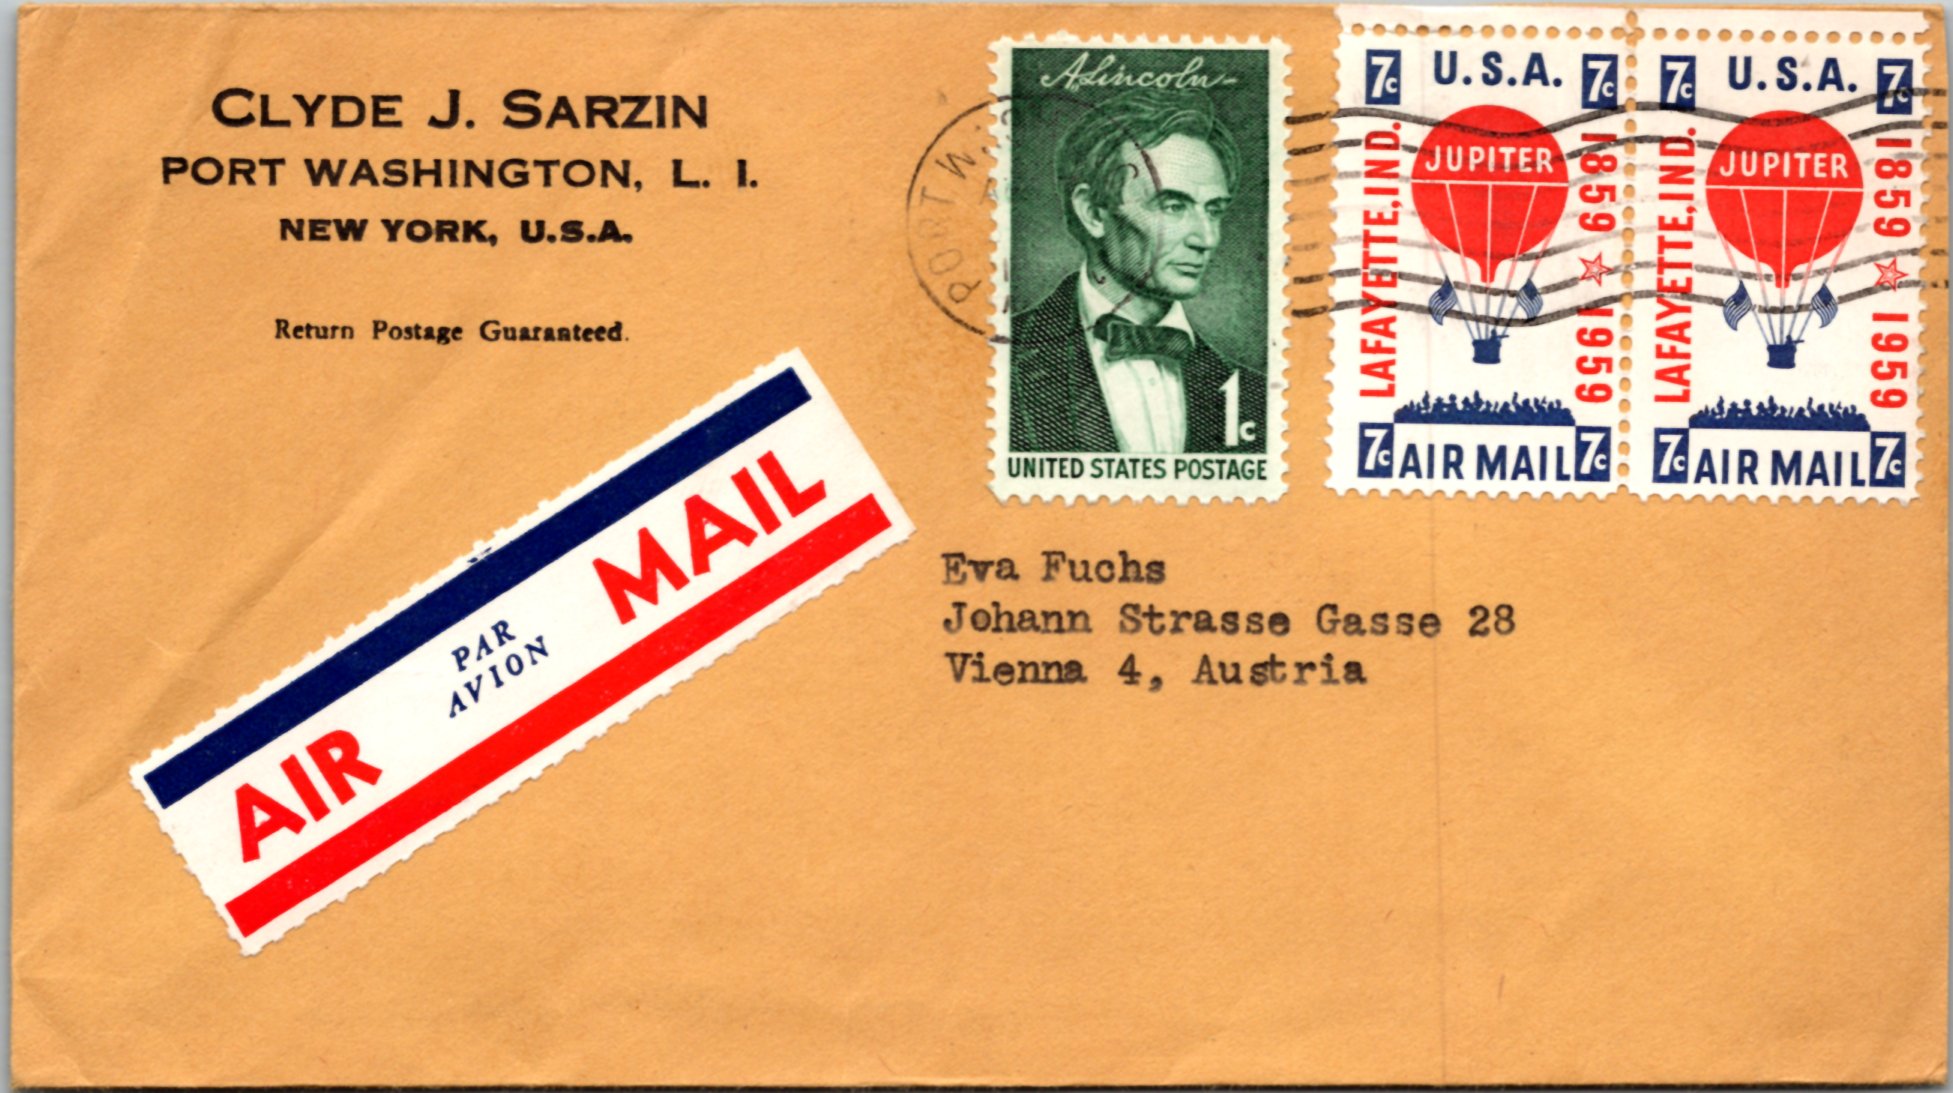 CLYDE J. SARZIN
PORT WASHINGTON, L. I.
NEW YORK, U.S.A.
Return Postage Guaranteed.
A. Lincoln
1c
UNITED STATES POSTAGE
7c U.S.A. 7c
LAFAYETTE, IND.
JUPITER
1859 ☆ 1959
7c AIR MAIL 7c
7c U.S.A. 7c
LAFAYETTE, IND.
JUPITER
1859 ☆ 1959
7c AIR MAIL 7c
PORT W
AIR PAR AVION MAIL
Eva Fuchs
Johann Strasse Gasse 28
Vienna 4, Austria